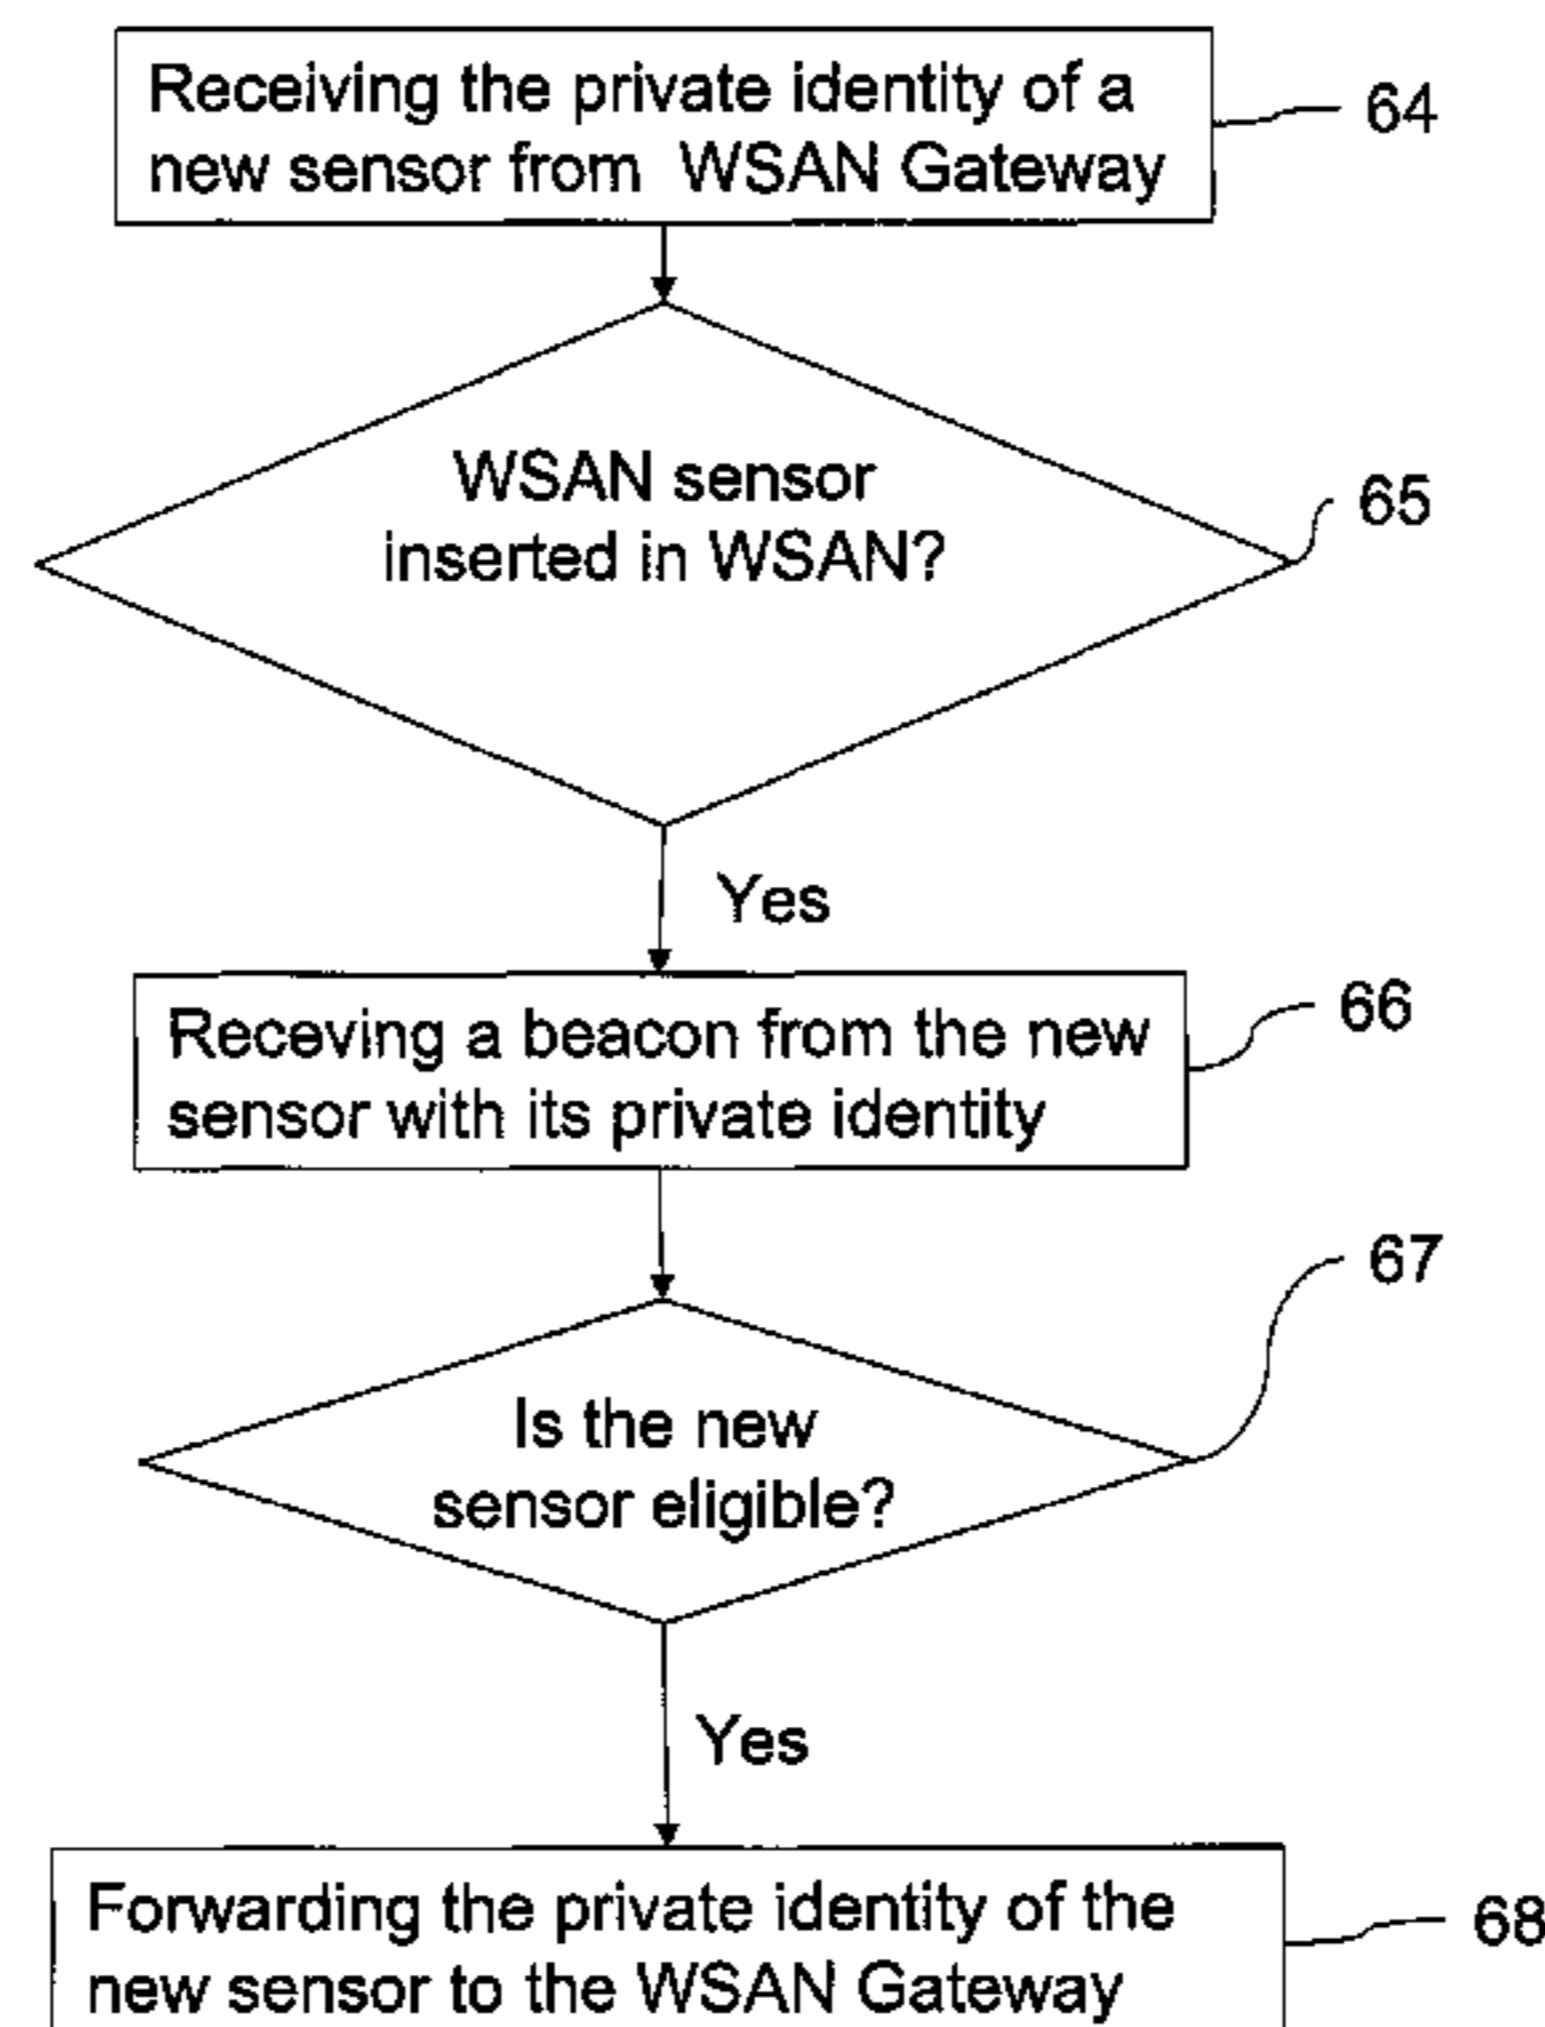 Receiving the private identity of a
new sensor from WSAN Gateway
64
WSAN sensor
inserted in WSAN?
65
Yes
Receving a beacon from the new
sensor with its private identity
66
Is the new
sensor eligible?
67
Yes
Forwarding the private identity of the
new sensor to the WSAN Gateway
68